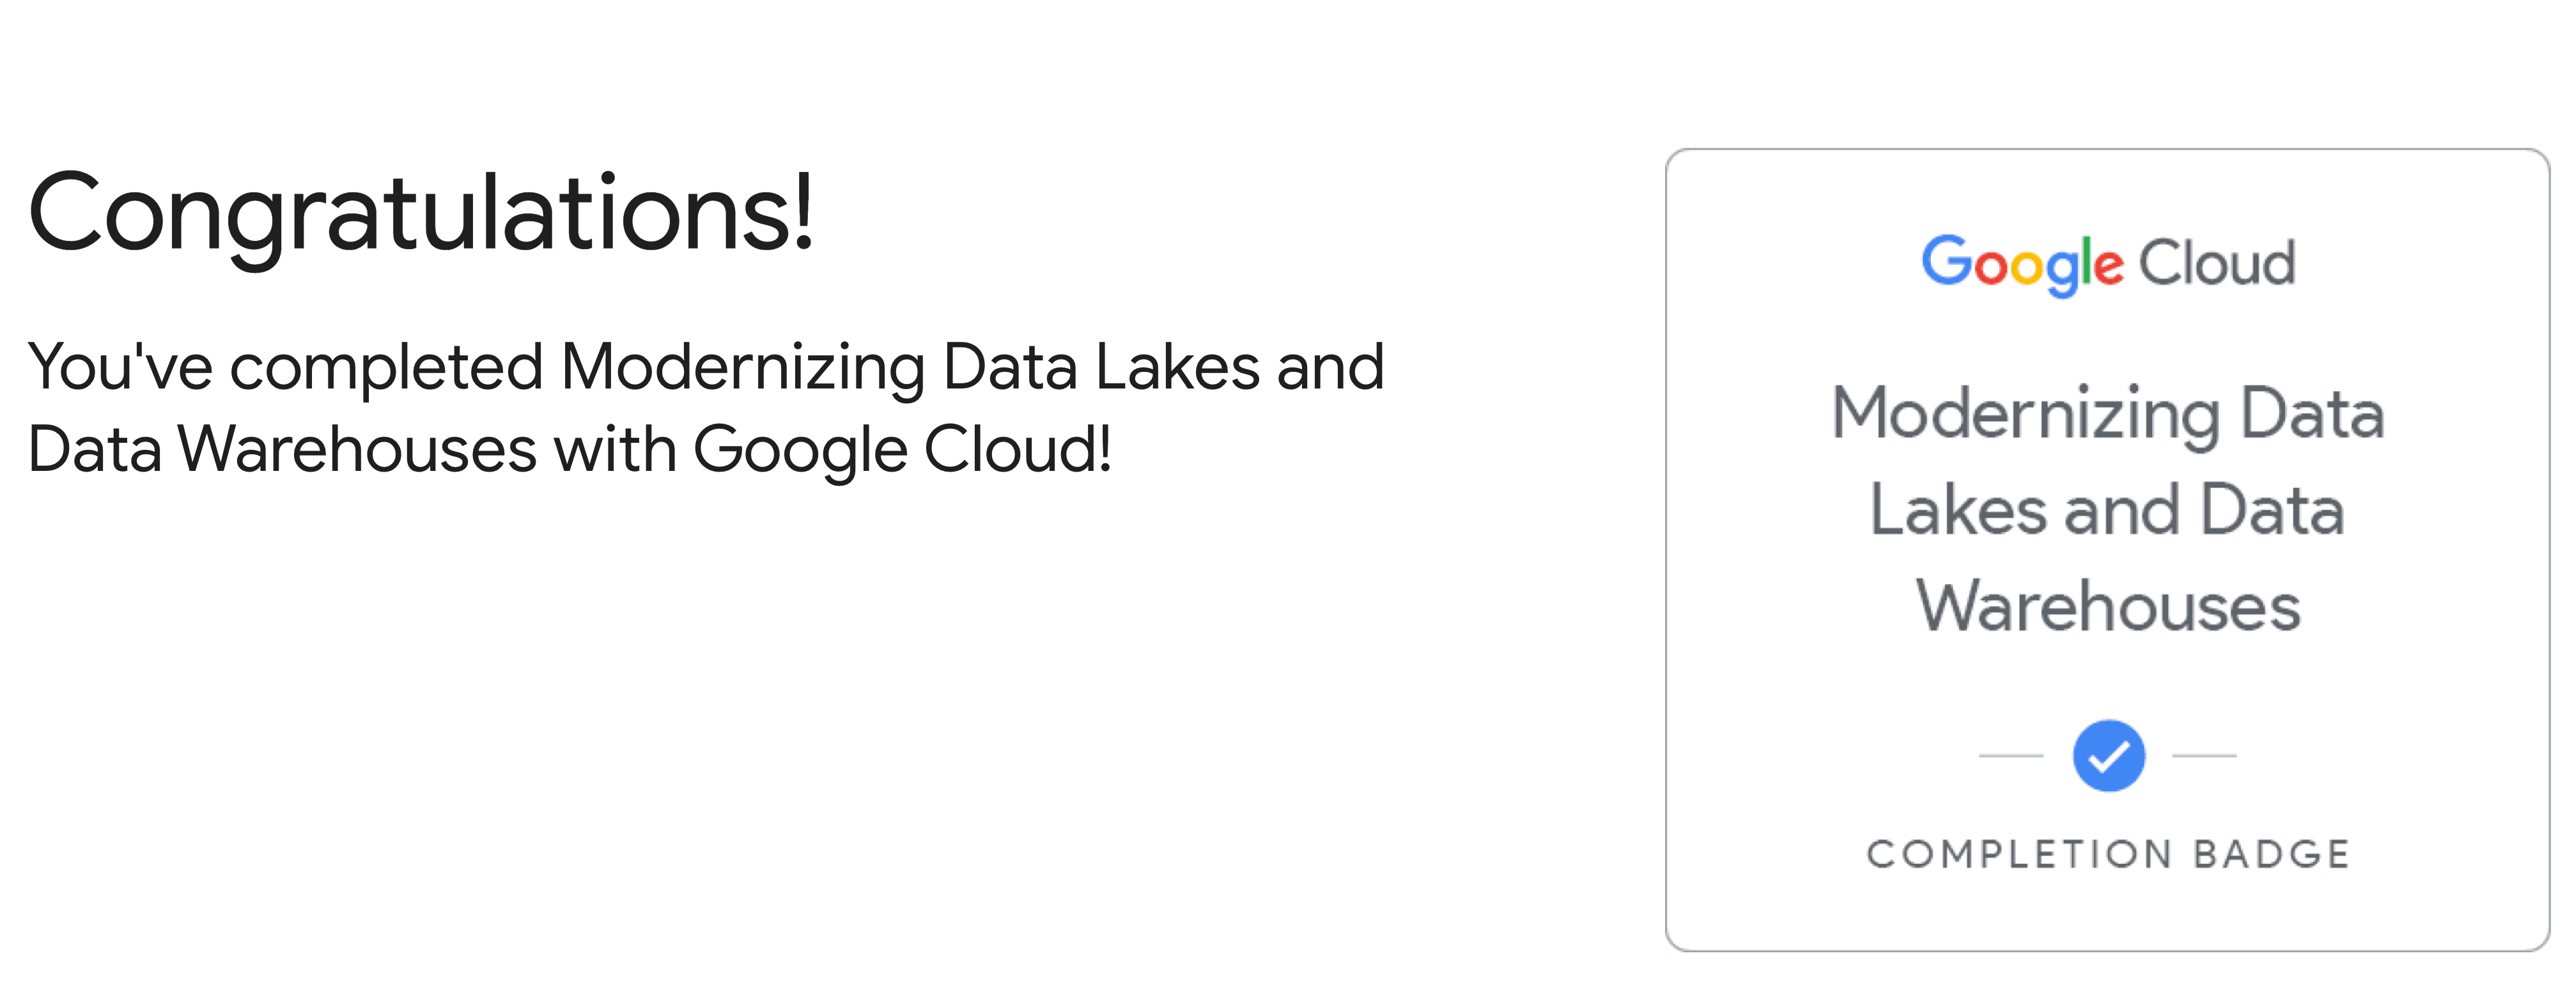 Congratulations!
You've completed Modernizing Data Lakes and
Data Warehouses with Google Cloud!
Google Cloud
Modernizing Data
Lakes and Data
Warehouses
COMPLETION BADGE